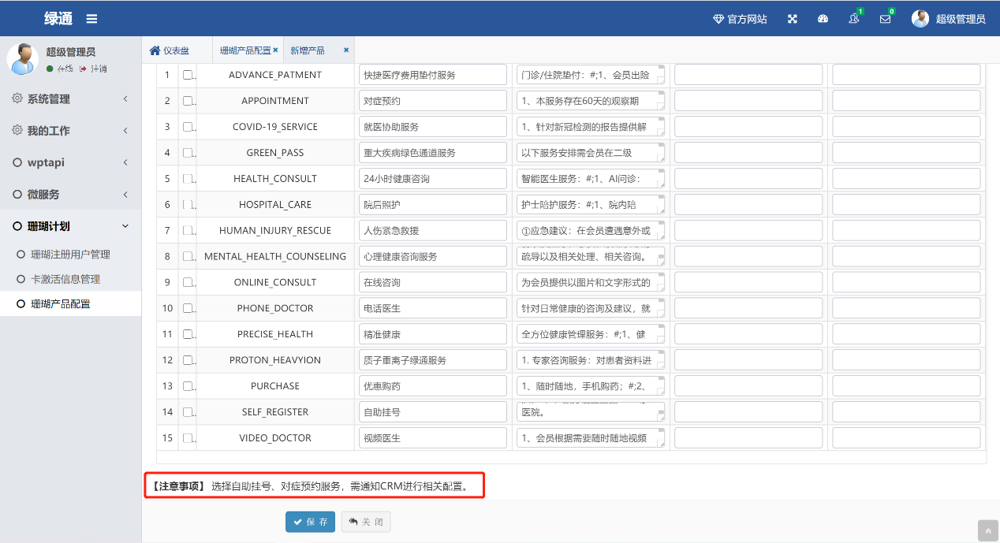 绿通
官方网站
1
0
超级管理员
超级管理员
在线 注销
系统管理
我的工作
wptapi
微服务
珊瑚计划
珊瑚注册用户管理
卡激活信息管理
珊瑚产品配置
仪表盘 珊瑚产品配置 × 新增产品 ×
1 ADVANCE_PATMENT 快捷医疗费用垫付服务 门诊/住院垫付：#;1、会员出险
2 APPOINTMENT 对症预约 1、本服务存在60天的观察期
3 COVID-19_SERVICE 就医协助服务 1、针对新冠检测的报告提供解
4 GREEN_PASS 重大疾病绿色通道服务 以下服务安排需会员在二级
5 HEALTH_CONSULT 24小时健康咨询 智能医生服务：#;1、AI问诊：
6 HOSPITAL_CARE 院后照护 护士陪护服务：#;1、院内陪
7 HUMAN_INJURY_RESCUE 人伤紧急救援 ①应急建议：在会员遭遇意外或
8 MENTAL_HEALTH_COUNSELING 心理健康咨询服务 疏导以及相关处理、相关咨询。
9 ONLINE_CONSULT 在线咨询 为会员提供以图片和文字形式的
10 PHONE_DOCTOR 电话医生 针对日常健康的咨询及建议，就
11 PRECISE_HEALTH 精准健康 全方位健康管理服务：#;1、健
12 PROTON_HEAVYION 质子重离子绿通服务 1. 专家咨询服务：对患者资料进
13 PURCHASE 优惠购药 1、随时随地，手机购药；#;2、
14 SELF_REGISTER 自助挂号 医院。
15 VIDEO_DOCTOR 视频医生 1、会员根据需要随时随地视频
【注意事项】 选择自助挂号、对症预约服务，需通知CRM进行相关配置。
保 存 关 闭